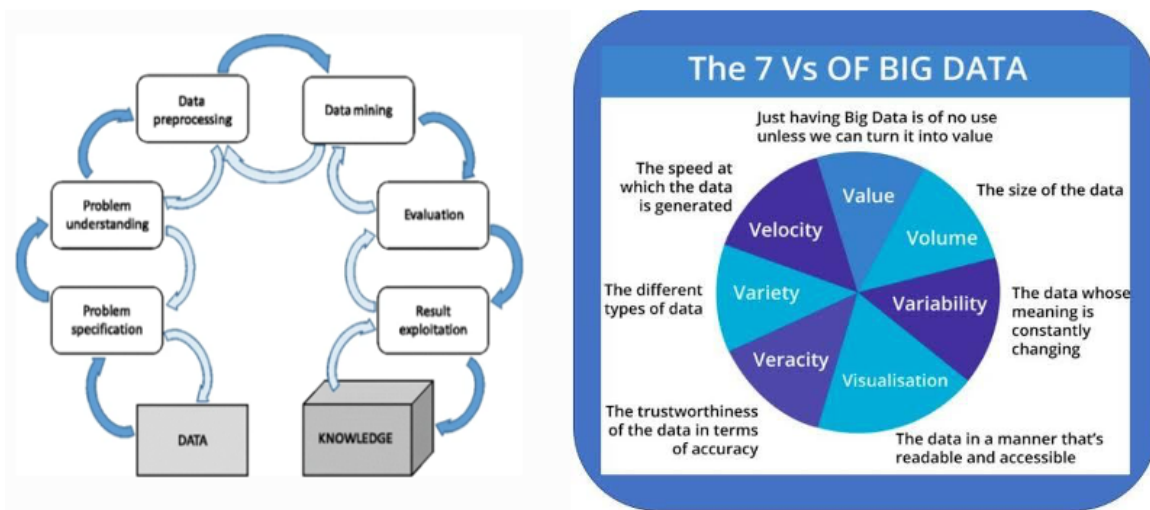 Data
preprocessing
Data mining
Problem
understanding
Evaluation
Problem
specification
Result
exploitation
DATA
KNOWLEDGE
The 7 Vs OF BIG DATA
Just having Big Data is of no use
unless we can turn it into value
The speed at
which the data
is generated
Value
The size of the data
Velocity
Volume
The different
types of data
Variety
Variability
The data whose
meaning is
constantly
changing
Veracity
Visualisation
The trustworthiness
of the data in terms
of accuracy
The data in a manner that's
readable and accessible